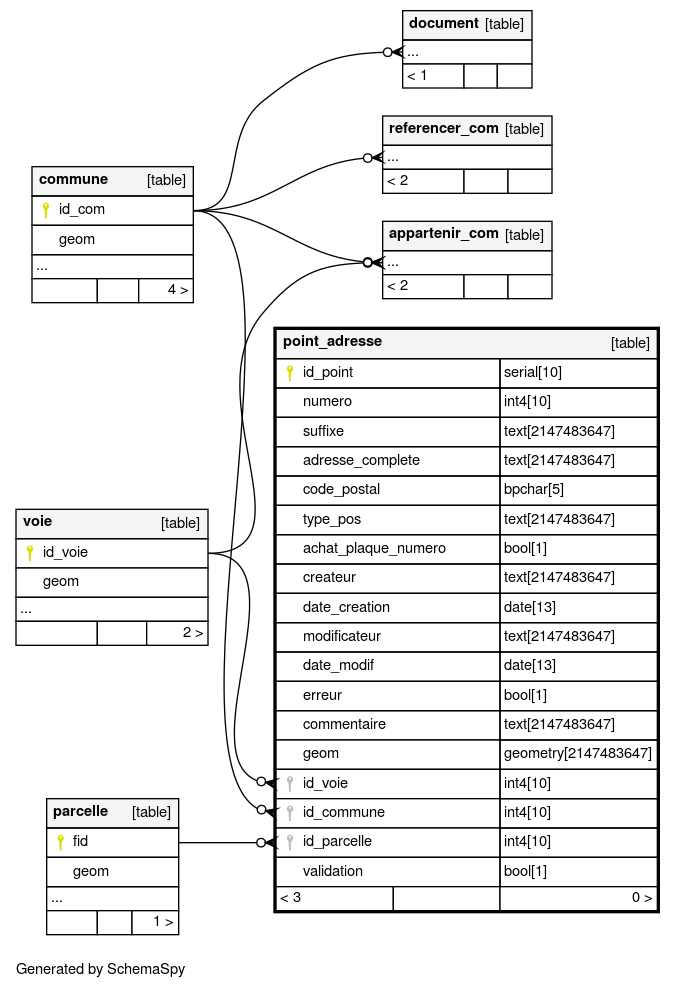 document [table]
...
< 1
referencer_com [table]
...
< 2
appartenir_com [table]
...
< 2
commune [table]
id_com
geom
...
4 >
point_adresse [table]
id_point serial[10]
numero int4[10]
suffixe text[2147483647]
adresse_complete text[2147483647]
code_postal bpchar[5]
type_pos text[2147483647]
achat_plaque_numero bool[1]
createur text[2147483647]
date_creation date[13]
modificateur text[2147483647]
date_modif date[13]
erreur bool[1]
commentaire text[2147483647]
geom geometry[2147483647]
id_voie int4[10]
id_commune int4[10]
id_parcelle int4[10]
validation bool[1]
< 3 0 >
voie [table]
id_voie
geom
...
2 >
parcelle [table]
fid
geom
...
1 >
Generated by SchemaSpy